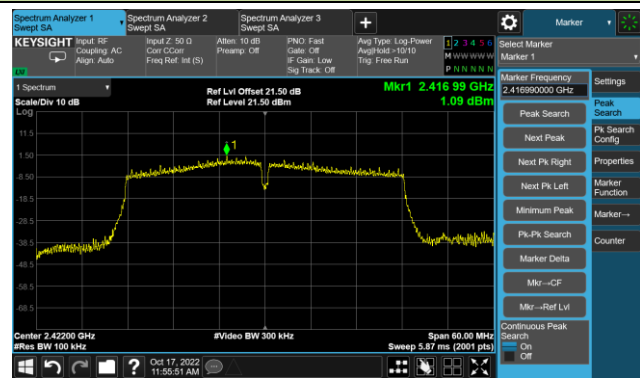 Spectrum Analyzer 1
Swept SA
Spectrum Analyzer 2
Swept SA
Spectrum Analyzer 3
Swept SA
+
Marker
KEYSIGHT
Input: RF
Coupling: AC
Align: Auto
Input Z: 50 Ω
Corr CCorr
Freq Ref: Int (S)
Atten: 10 dB
Preamp: Off
PNO: Fast
Gate: Off
IF Gain: Low
Sig Track: Off
Avg Type: Log-Power
Avg|Hold:>10/10
Trig: Free Run
1 2 3 4 5 6
M W W W W W
P N N N N N
LXI
Select Marker
Marker 1
1 Spectrum
Scale/Div 10 dB
Log
Ref Lvl Offset 21.50 dB
Ref Level 21.50 dBm
Mkr1 2.416 99 GHz
1.09 dBm
11.5
1.50
-8.50
-18.5
-28.5
-38.5
-48.5
-58.5
-68.5
1
Center 2.42200 GHz
#Res BW 100 kHz
#Video BW 300 kHz
Span 60.00 MHz
Sweep 5.87 ms (2001 pts)
Marker Frequency
2.416990000 GHz
Peak Search
Next Peak
Next Pk Right
Next Pk Left
Minimum Peak
Pk-Pk Search
Marker Delta
Mkr→CF
Mkr→Ref Lvl
Continuous Peak
Search
On
Off
Settings
Peak
Search
Pk Search
Config
Properties
Marker
Function
Marker→
Counter
?
Oct 17, 2022
11:55:51 AM